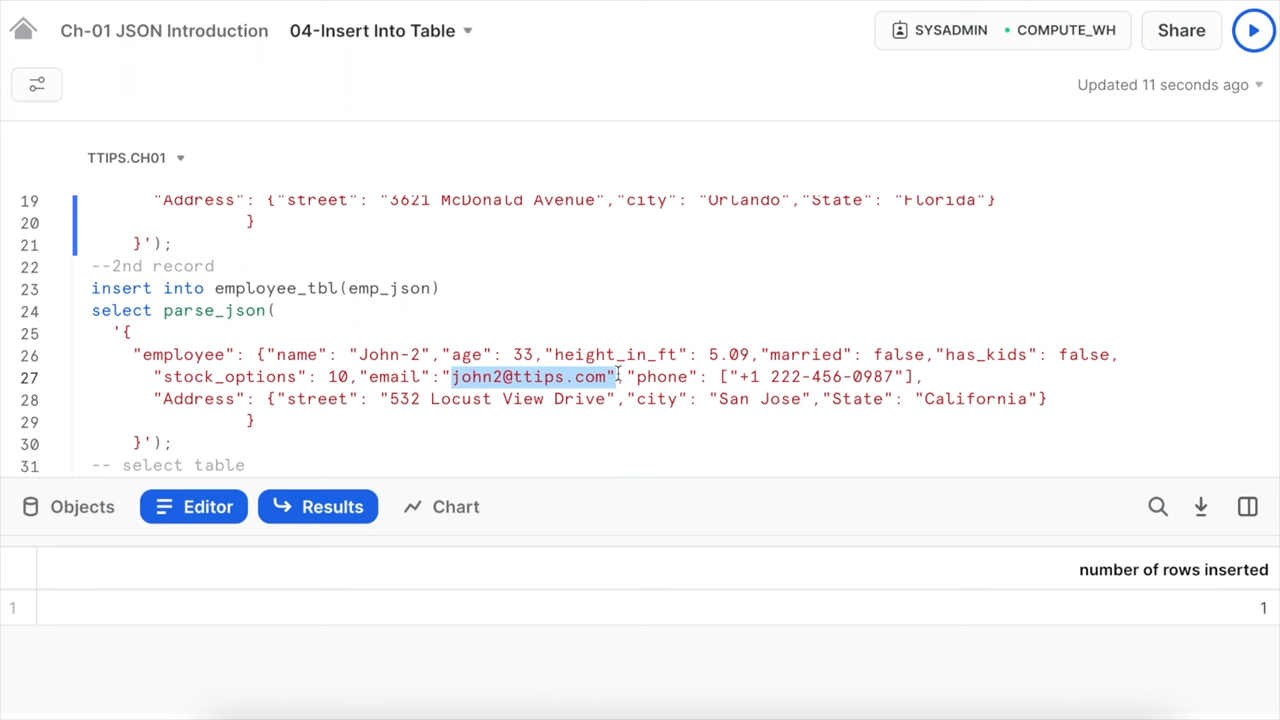 Ch-01 JSON Introduction 04-Insert Into Table SYSADMIN COMPUTE_WH Share
Updated 11 seconds ago
TTIPS.CH01
19 "Address": {"street": "3621 McDonald Avenue","city": "Orlando","State": "Florida"}
20 }
21 }');
22 --2nd record
23 insert into employee_tbl(emp_json)
24 select parse_json(
25 '{
26 "employee": {"name": "John-2","age": 33,"height_in_ft": 5.09,"married": false,"has_kids": false,
27 "stock_options": 10,"email":"john2@ttips.com","phone": ["+1 222-456-0987"],
28 "Address": {"street": "532 Locust View Drive","city": "San Jose","State": "California"}
29 }
30 }');
31 -- select table
Objects Editor Results Chart
number of rows inserted
1 1